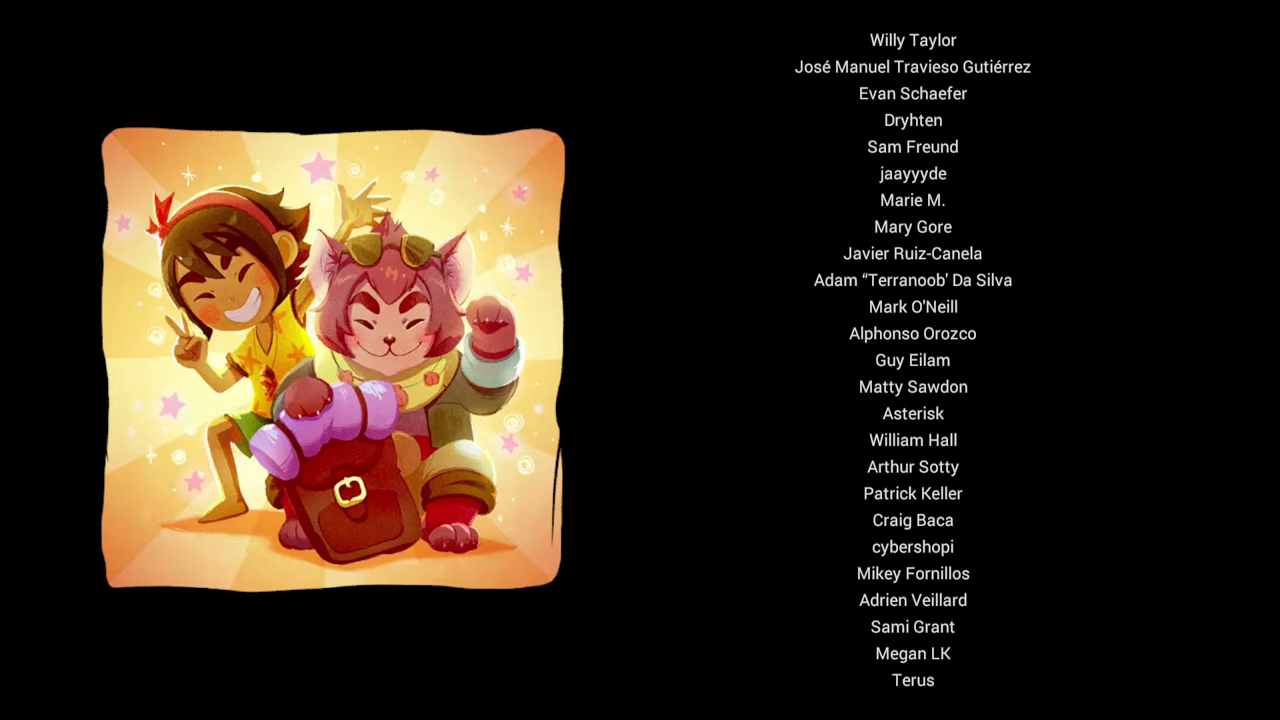 Willy Taylor
José Manuel Travieso Gutiérrez
Evan Schaefer
Dryhten
Sam Freund
jaayyyde
Marie M.
Mary Gore
Javier Ruiz-Canela
Adam “Terranoob' Da Silva
Mark O'Neill
Alphonso Orozco
Guy Eilam
Matty Sawdon
Asterisk
William Hall
Arthur Sotty
Patrick Keller
Craig Baca
cybershopi
Mikey Fornillos
Adrien Veillard
Sami Grant
Megan LK
Terus